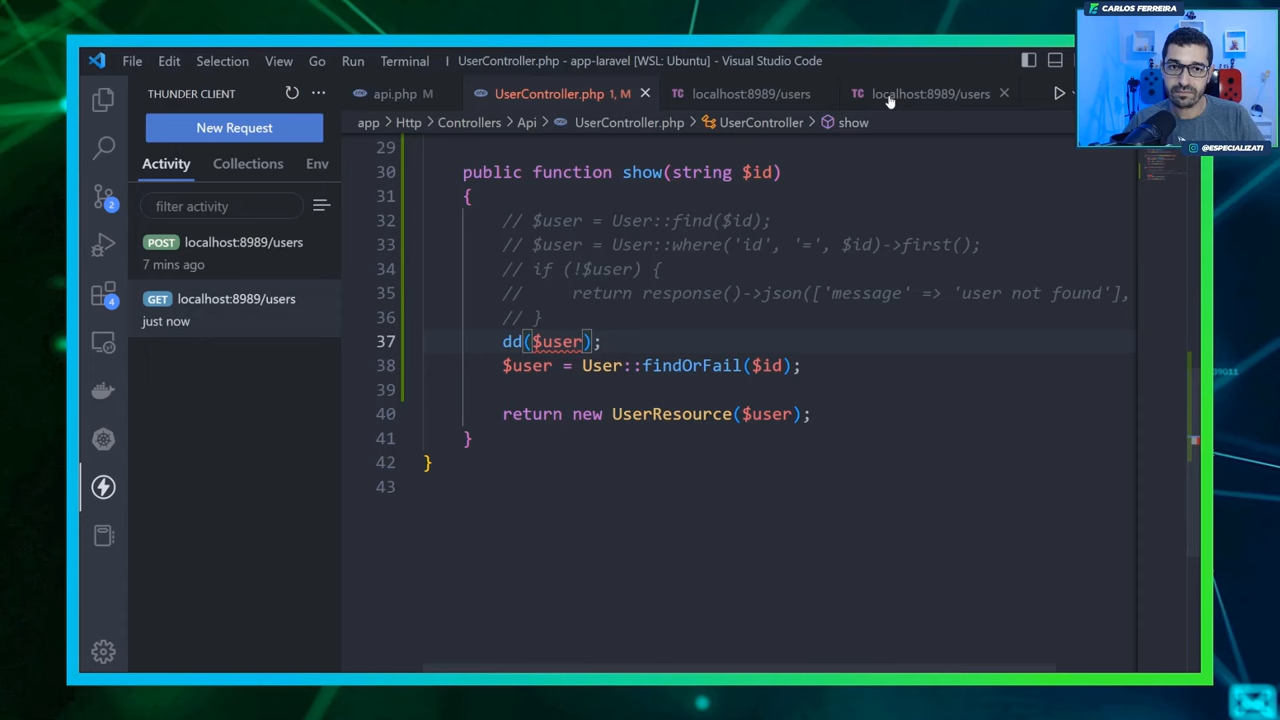 CARLOS FERREIRA
@ESPECIALIZATI
File Edit Selection View Go Run Terminal UserController.php - app-laravel [WSL: Ubuntu] - Visual Studio Code
THUNDER CLIENT
New Request
Activity Collections Env
filter activity
POST localhost:8989/users
7 mins ago
GET localhost:8989/users
just now
2
4
api.php M
UserController.php 1, M
TC localhost:8989/users
TC localhost:8989/users
app > Http > Controllers > Api > UserController.php > UserController > show
29
30 public function show(string $id)
31 {
32 // $user = User::find($id);
33 // $user = User::where('id', '=', $id)->first();
34 // if (!$user) {
35 //     return response()->json(['message' => 'user not found'],
36 // }
37 dd($user);
38 $user = User::findOrFail($id);
39
40 return new UserResource($user);
41 }
42 }
43